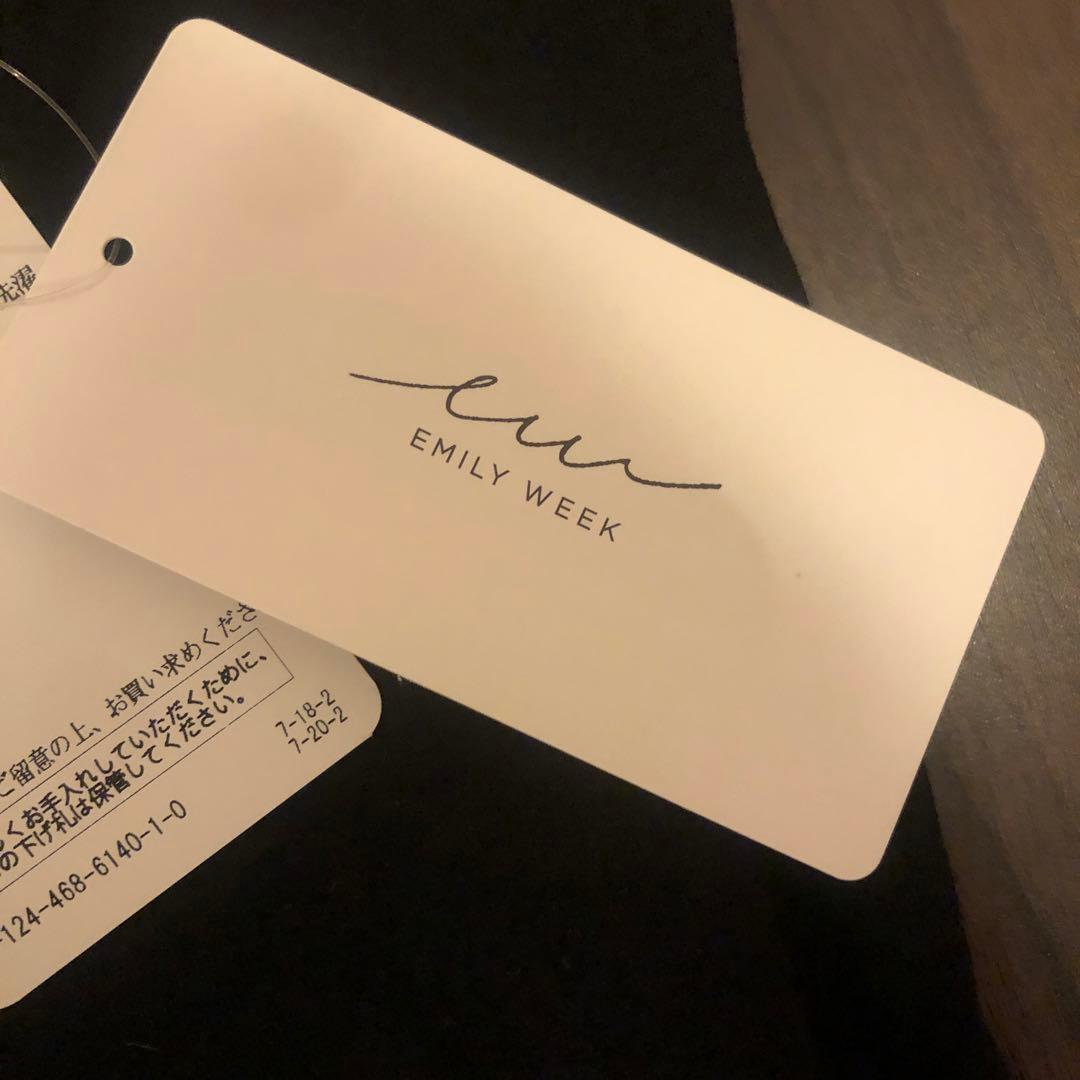 EMILY WEEK
洗濯
ご留意の上、お買い求めくださ
くお手入れしていただくために、
の下げ札は保管してください。
7-18-2
7-20-2
-124-468-6140-1-0